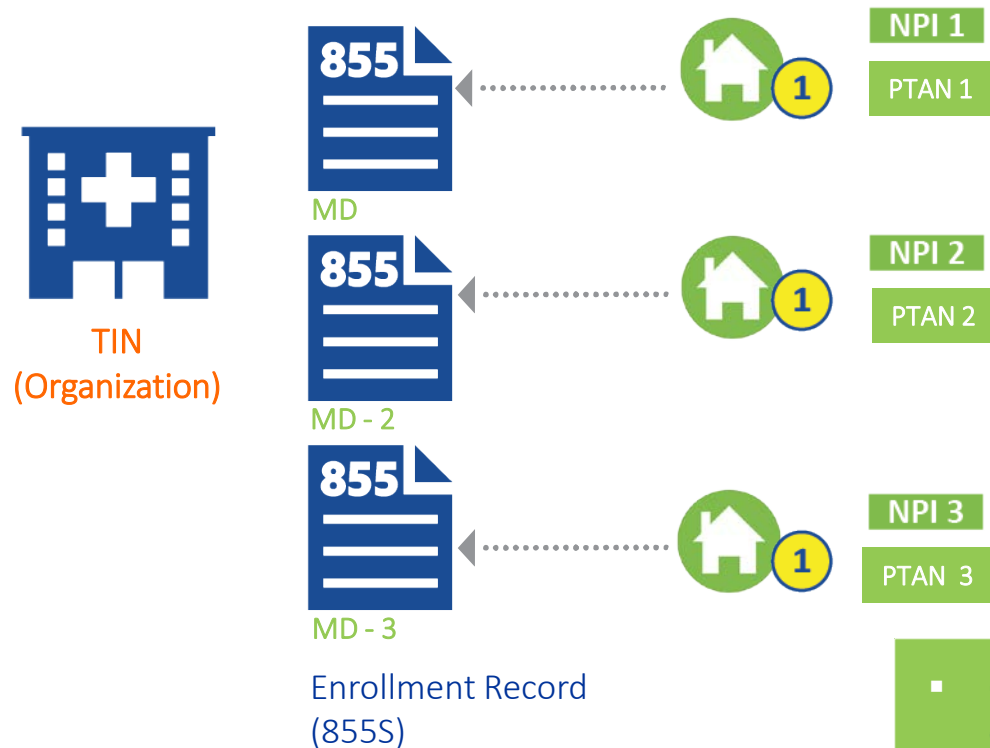 855
1
NPI 1
PTAN 1
MD
TIN
(Organization)
855
1
NPI 2
PTAN 2
MD - 2
855
1
NPI 3
PTAN 3
MD - 3
Enrollment Record
(855S)